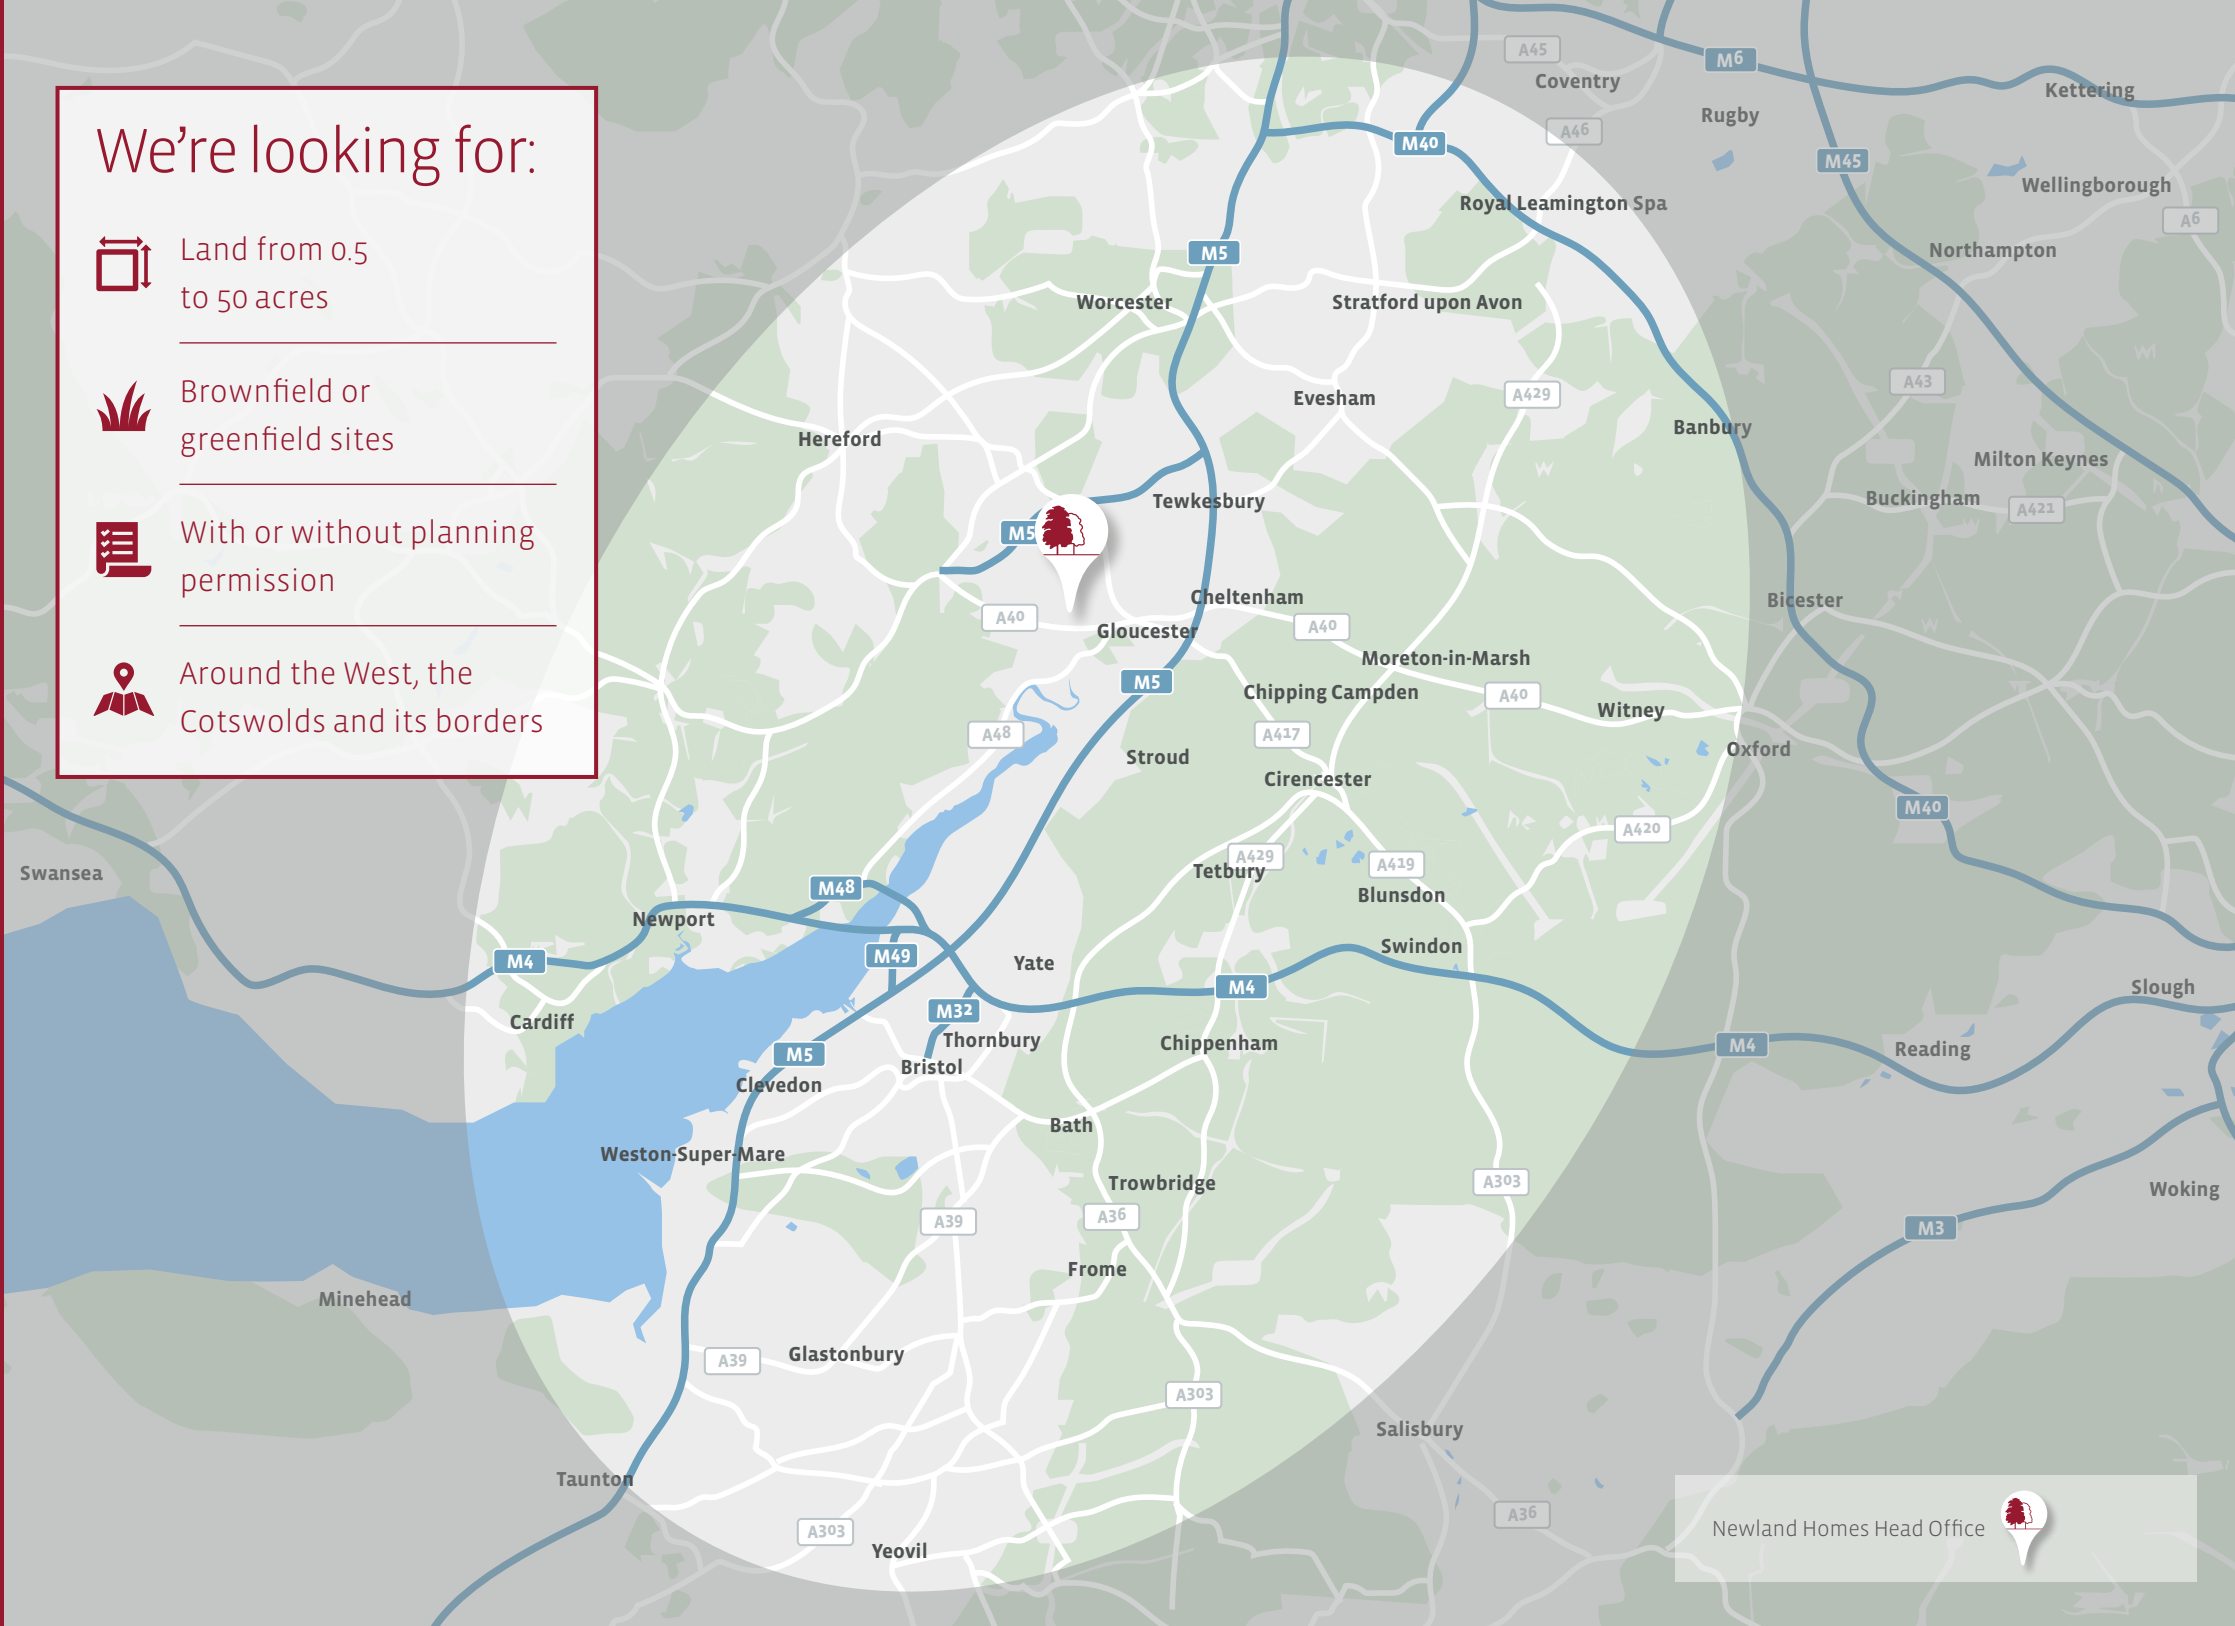 We're looking for:
Land from 0.5
to 50 acres
Brownfield or
greenfield sites
With or without planning
permission
Around the West, the
Cotswolds and its borders
A45
M6
Coventry
Kettering
Rugby
A46
M40
M45
Wellingborough
Royal Leamington Spa
A6
M5
Northampton
Worcester
Stratford upon Avon
A43
Evesham
A429
Banbury
Hereford
Milton Keynes
Tewkesbury
Buckingham
A421
M5
Cheltenham
Bicester
A40
A40
Gloucester
Moreton-in-Marsh
M5
Chipping Campden
A40
Witney
A48
A417
Stroud
Oxford
Cirencester
M40
A420
A429
A419
Tetbury
Swansea
M48
Blunsdon
Newport
Swindon
M49
M4
Yate
M4
Slough
M32
Cardiff
Thornbury
Chippenham
M4
Reading
M5
Bristol
Clevedon
Bath
Weston-Super-Mare
Trowbridge
A303
Woking
A39
A36
M3
Frome
Minehead
A39
Glastonbury
A303
Salisbury
Taunton
A36
A303
Newland Homes Head Office
Yeovil